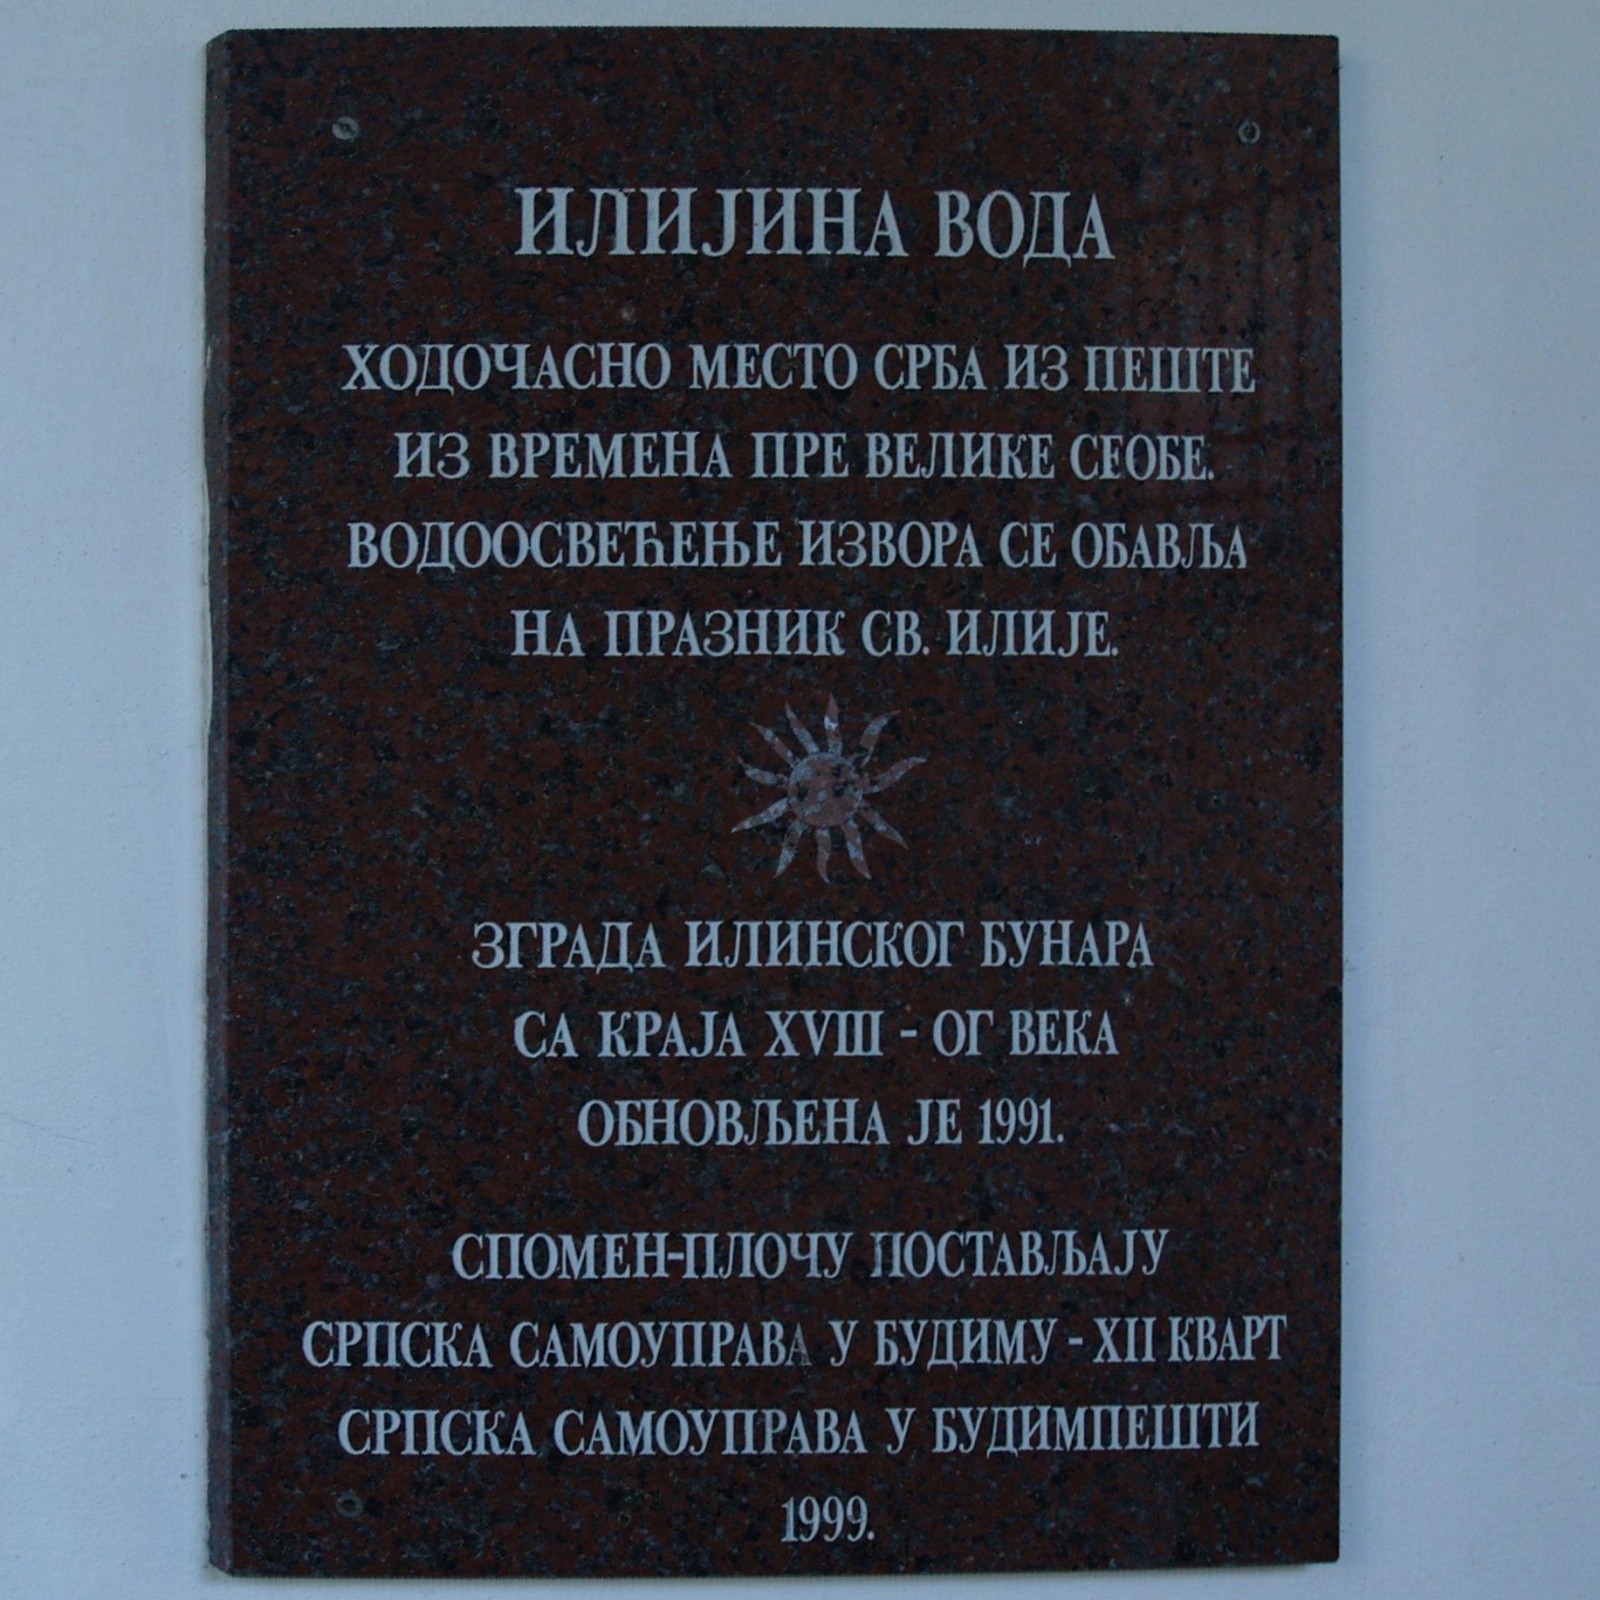 ИЛИЈИНА ВОДА
ХОДОЧАСНО МЕСТО СРБА ИЗ ПЕШТЕ
ИЗ ВРЕМЕНА ПРЕ ВЕЛИКЕ СЕОБЕ.
ВОДООСВЕЋЕЊЕ ИЗВОРА СЕ ОБАВЉА
НА ПРАЗНИК СВ. ИЛИЈЕ.
ЗГРАДА ИЛИНСКОГ БУНАРА
СА КРАЈА XVIII - ОГ ВЕКА
ОБНОВЉЕНА ЈЕ 1991.
СПОМЕН-ПЛОЧУ ПОСТАВЉАЈУ
СРПСКА САМОУПРАВА У БУДИМУ - XII КВАРТ
СРПСКА САМОУПРАВА У БУДИМПЕШТИ
1999.